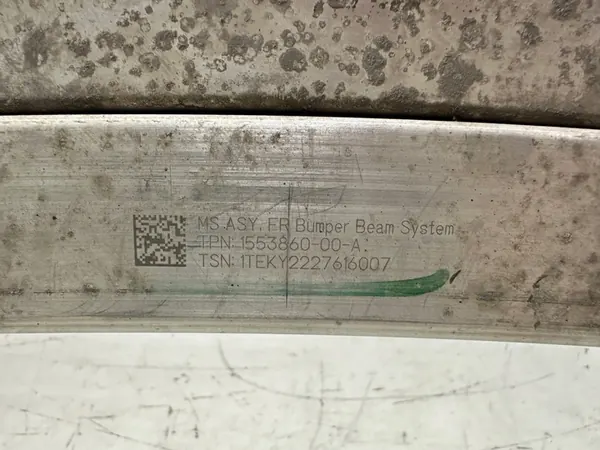 MS ASY, FR Bumper Beam System
TPN: 1553860-00-A
TSN: 1TEKY2227616007